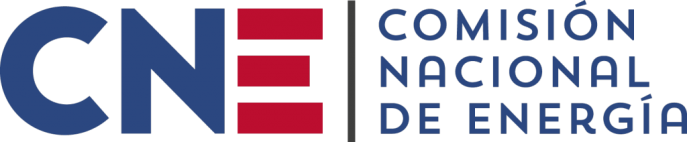 CNE
COMISIÓN
NACIONAL
DE ENERGÍA